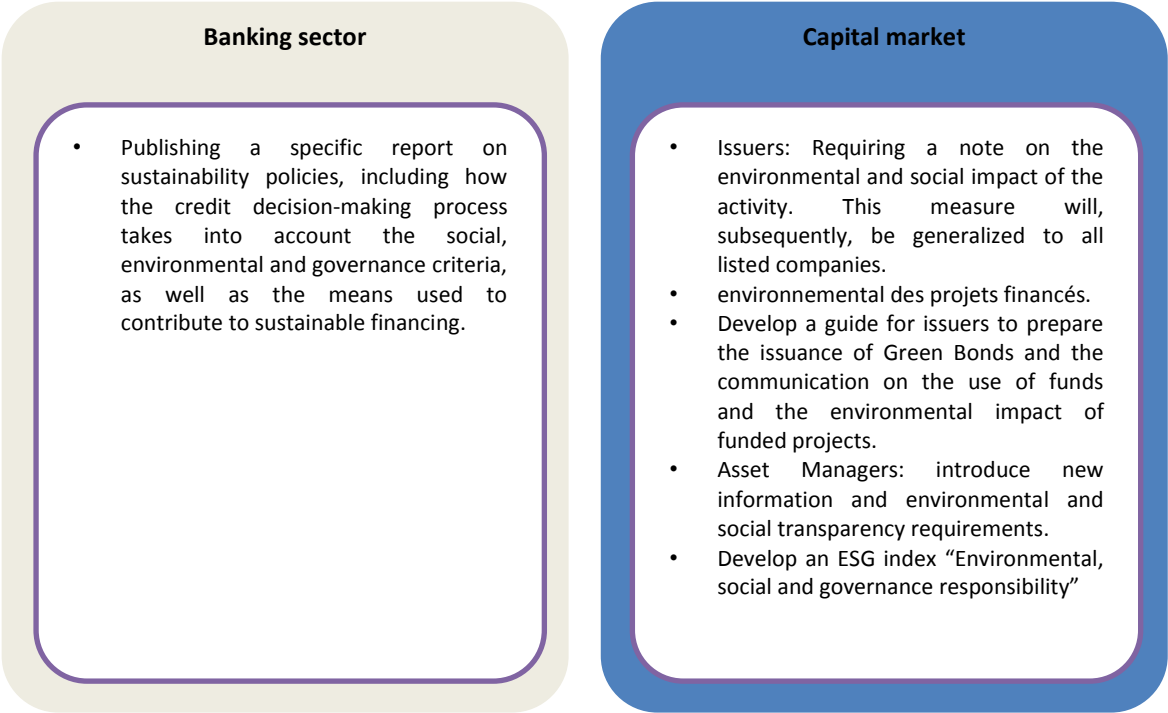 Banking sector
• Publishing a specific report on
sustainability policies, including how
the credit decision-making process
takes into account the social,
environmental and governance criteria,
as well as the means used to
contribute to sustainable financing.
Capital market
• Issuers: Requiring a note on the
environmental and social impact of the
activity. This measure will,
subsequently, be generalized to all
listed companies.
• environnemental des projets financés.
• Develop a guide for issuers to prepare
the issuance of Green Bonds and the
communication on the use of funds
and the environmental impact of
funded projects.
• Asset Managers: introduce new
information and environmental and
social transparency requirements.
• Develop an ESG index “Environmental,
social and governance responsibility”